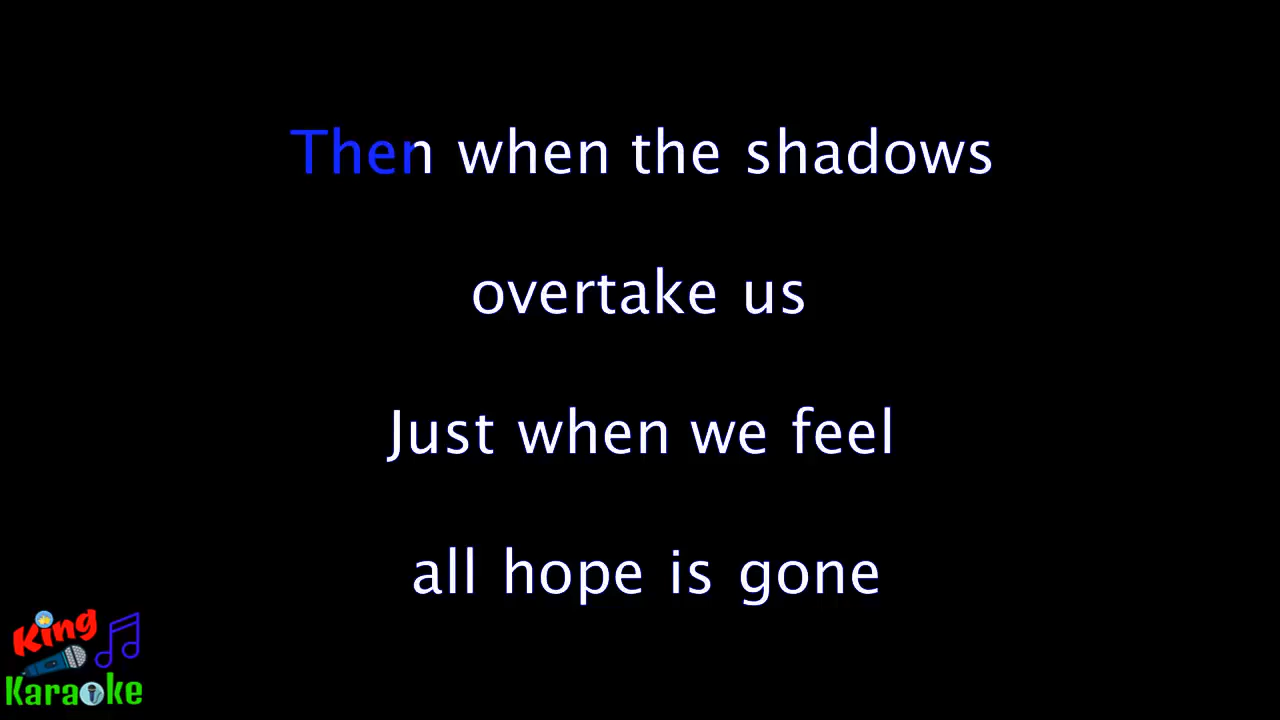 Then when the shadows
overtake us
Just when we feel
all hope is gone
King
Karaoke